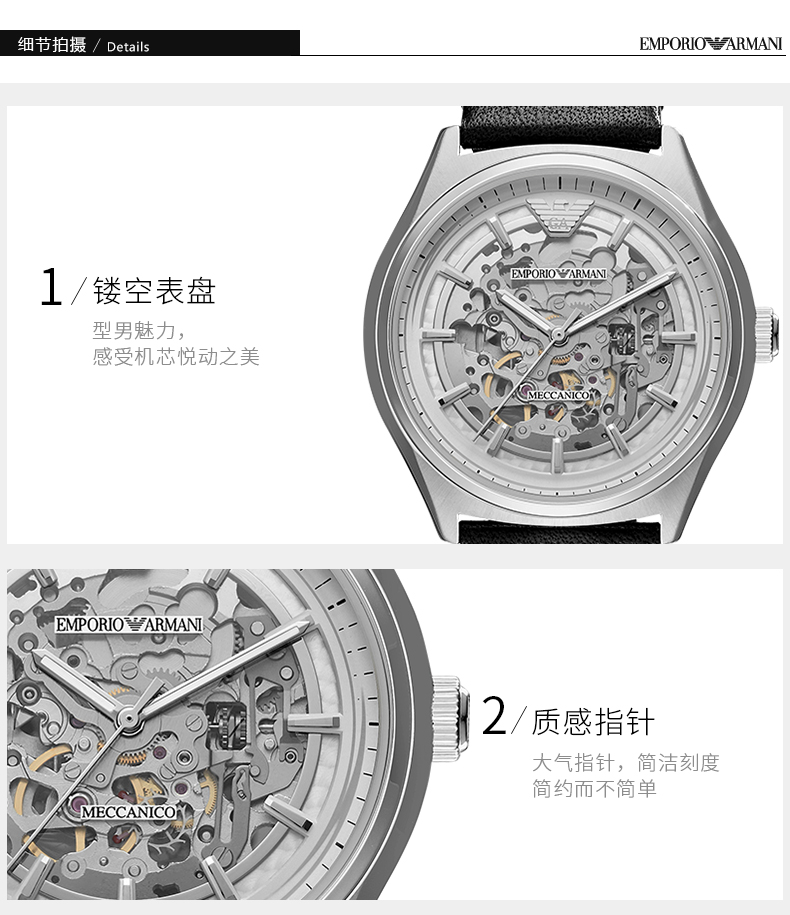 细节拍摄 / Details
EMPORIO ARMANI
1/镂空表盘
型男魅力，
感受机芯悦动之美
GA
EMPORIO ARMANI
MECCANICO
EMPORIO ARMANI
MECCANICO
2/质感指针
大气指针，简洁刻度
简约而不简单